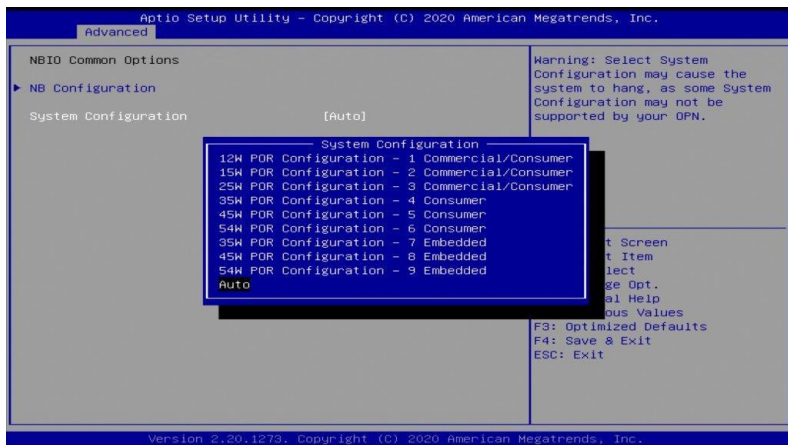 Aptio Setup Utility – Copyright (C) 2020 American Megatrends, Inc.
Advanced
NBIO Common Options
NB Configuration
System Configuration [Auto]
Warning: Select System
Configuration may cause the
system to hang, as some System
Configuration may not be
supported by your OPN.
System Configuration
12W POR Configuration – 1 Commercial/Consumer
15W POR Configuration – 2 Commercial/Consumer
25W POR Configuration – 3 Commercial/Consumer
35W POR Configuration – 4 Consumer
45W POR Configuration – 5 Consumer
54W POR Configuration – 6 Consumer
35W POR Configuration – 7 Embedded
45W POR Configuration – 8 Embedded
54W POR Configuration – 9 Embedded
Auto
t Screen
t Item
lect
ge Opt.
al Help
ous Values
F3: Optimized Defaults
F4: Save & Exit
ESC: Exit
Version 2.20.1273. Copyright (C) 2020 American Megatrends, Inc.